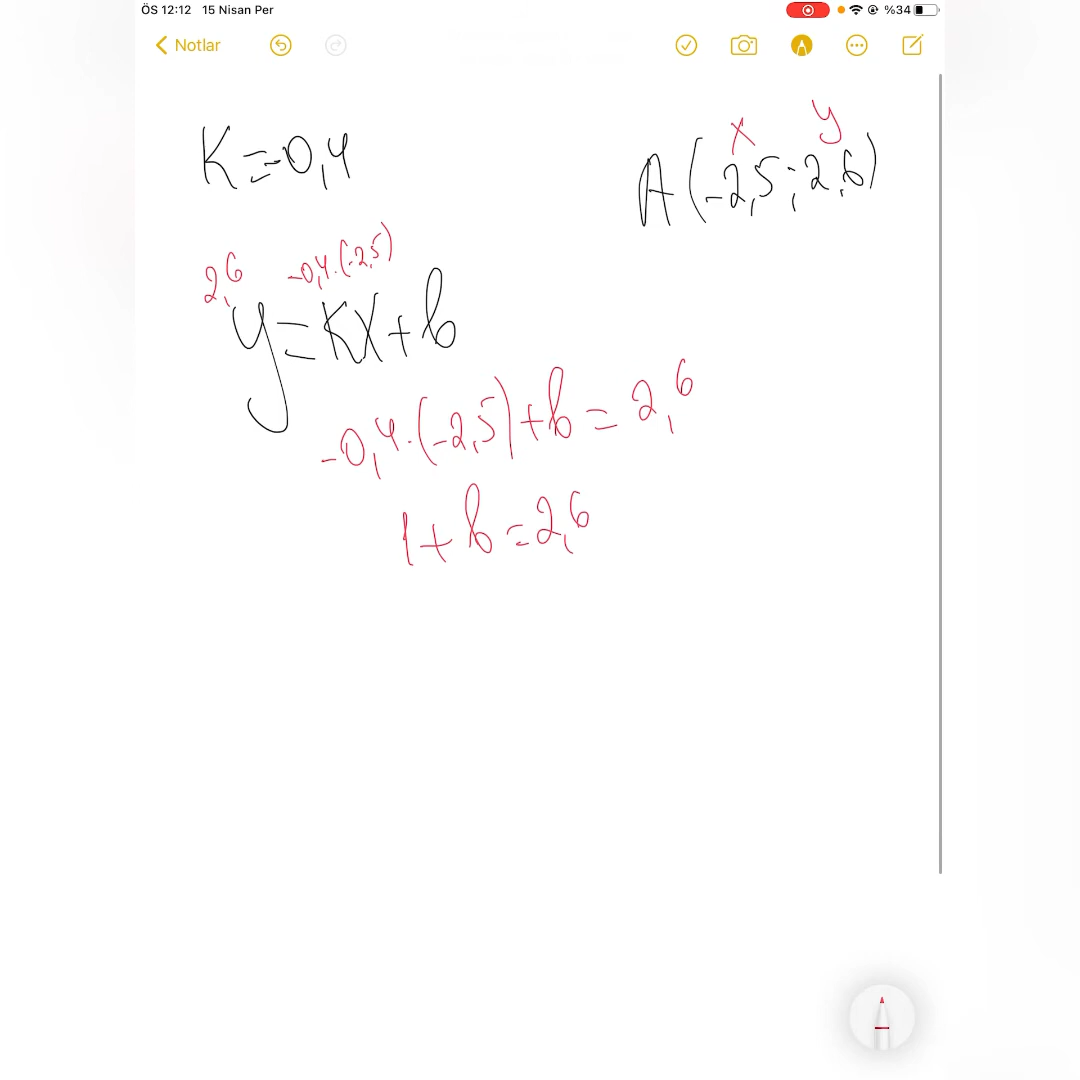 ÖS 12:12 15 Nisan Per %34
Notlar
K=-0,4
A(-2,5;2,6)
x y
2,6 -0,4·(-2,5)
y=kx+b
-0,4·(-2,5)+b=2,6
1+b=2,6